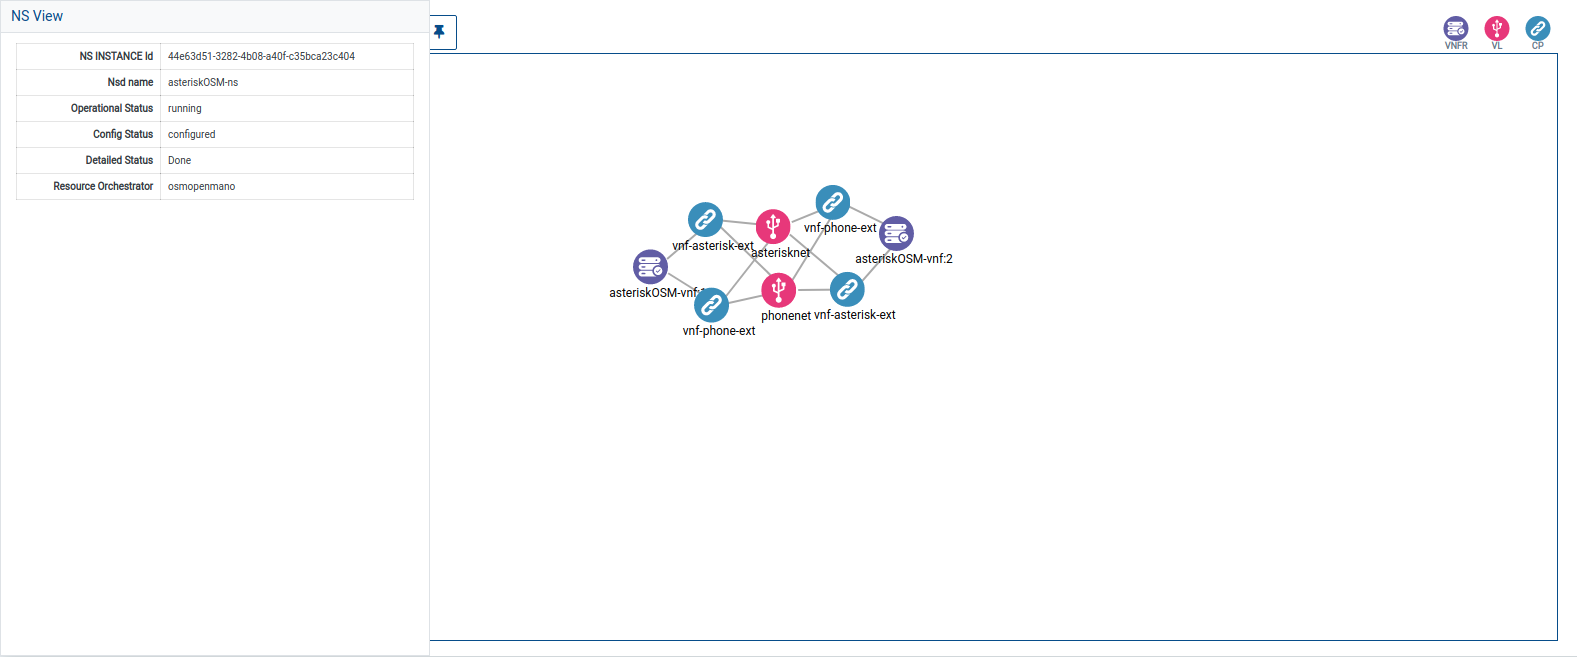 NS View
NS INSTANCE Id 44e63d51-3282-4b08-a40f-c35bca23c404
Nsd name asteriskOSM-ns
Operational Status running
Config Status configured
Detailed Status Done
Resource Orchestrator osmopenmano
VNFR VL CP
vnf-phone-ext
vnf-asterisk-ext
asterisknet
asteriskOSM-vnf:2
asteriskOSM-vnf:1
phonenet
vnf-asterisk-ext
vnf-phone-ext